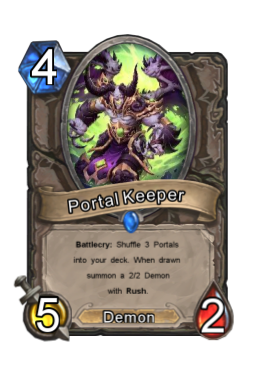 4
Portal Keeper
Battlecry: Shuffle 3 Portals
into your deck. When drawn
summon a 2/2 Demon
with Rush.
5
Demon
2